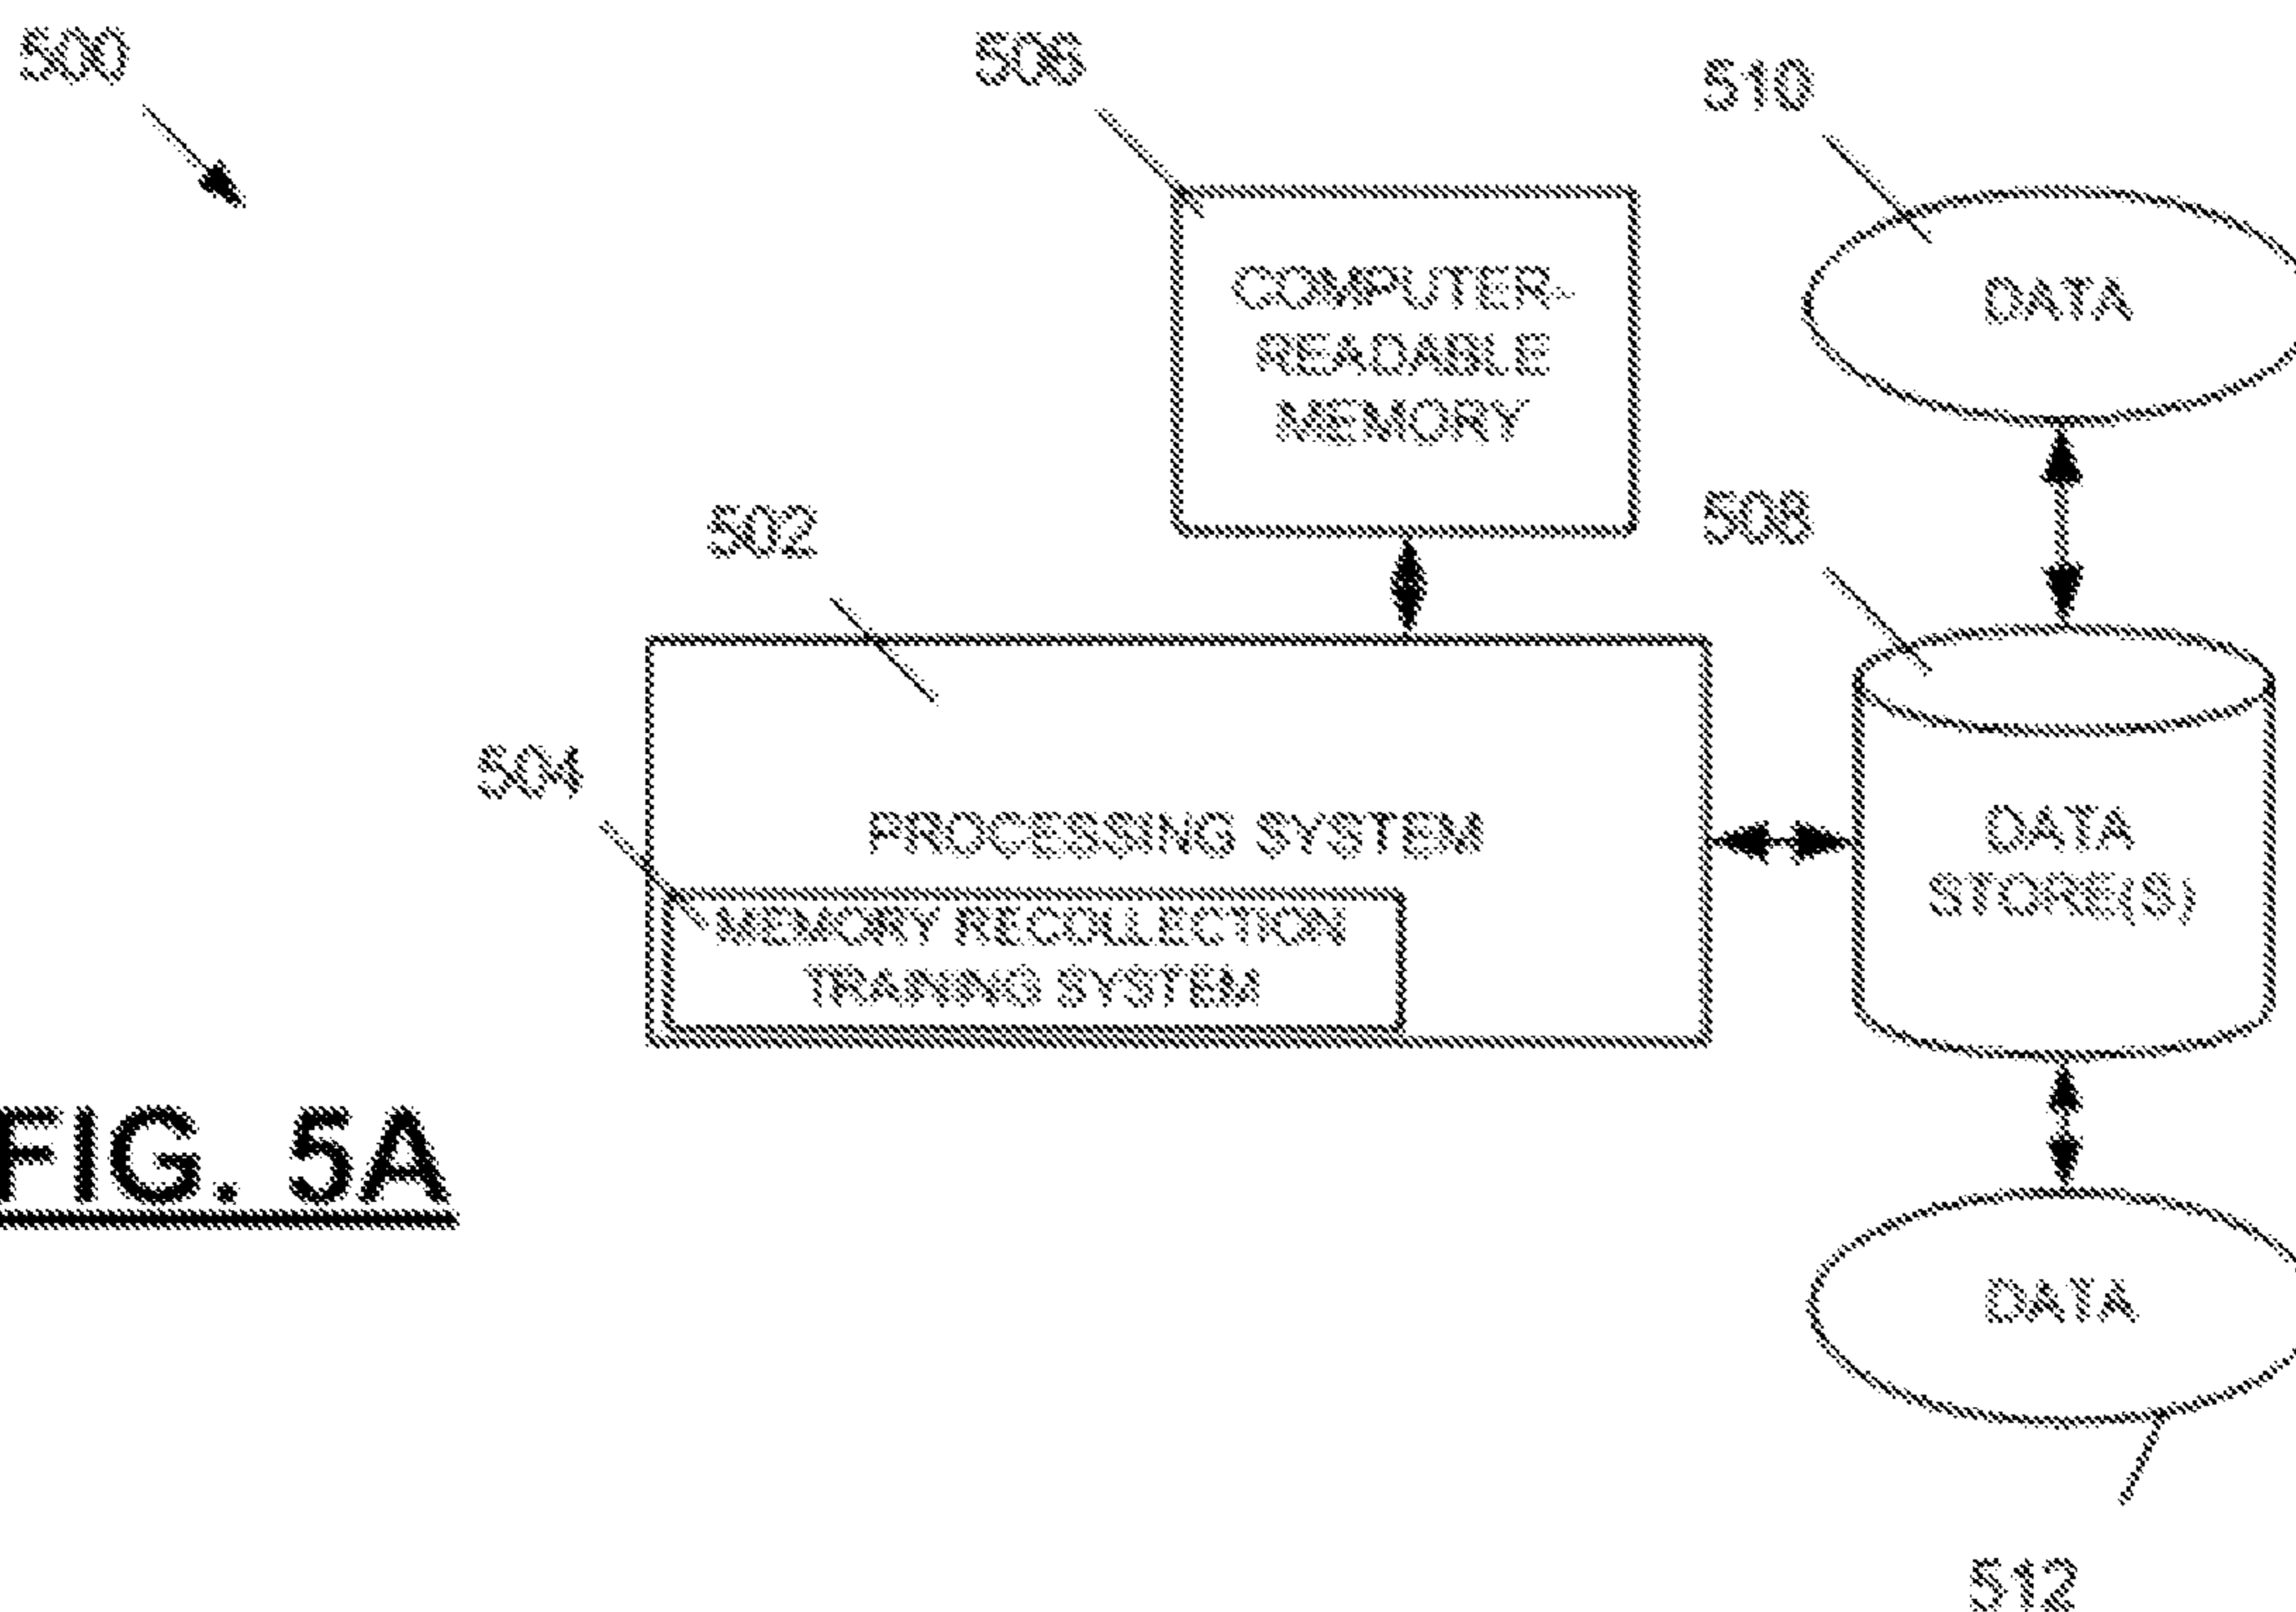 500
506
510
COMPUTER-
READABLE
MEMORY
DATA
502
508
504
PROCESSING SYSTEM
DATA
STORE(S)
MEMORY RECOLLECTION
TRAINING SYSTEM
FIG. 5A
DATA
512